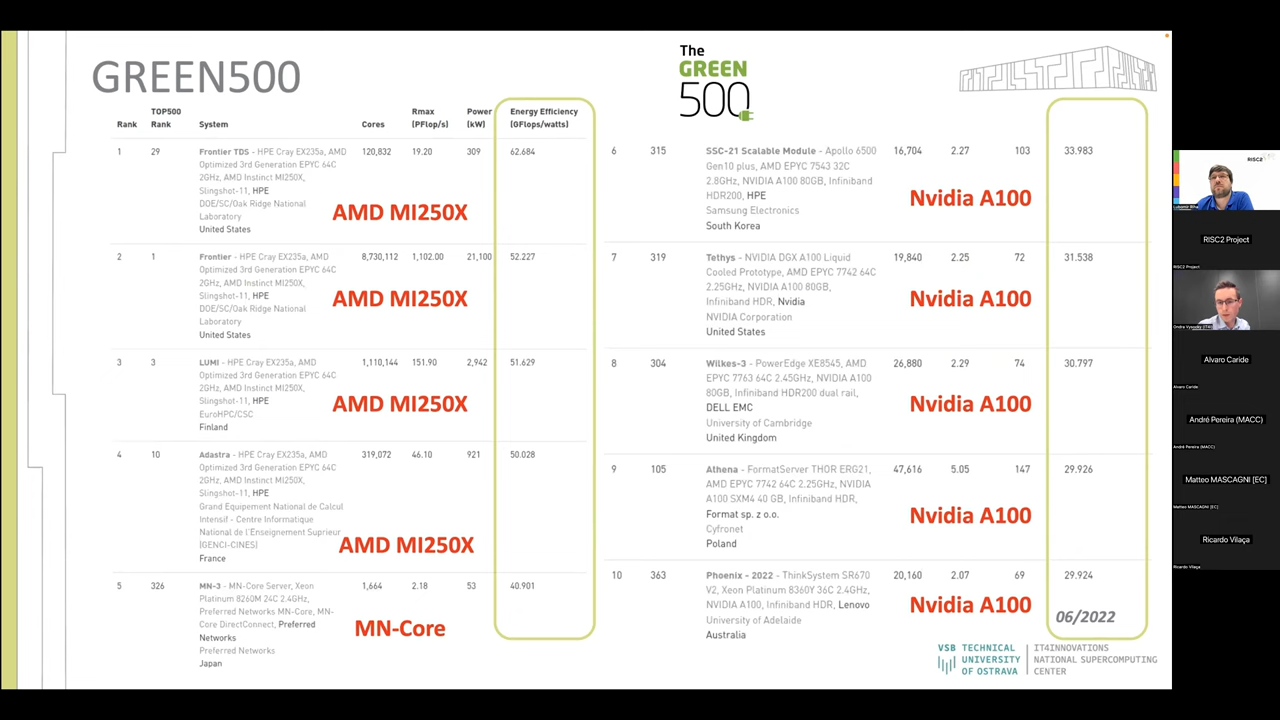 GREEN500
The
GREEN
500
TOP500
Rmax
Power
Energy Efficiency
Rank
Rank
System
Cores
(PFlop/s)
(kW)
(GFlops/watts)
1 29 Frontier TDS - HPE Cray EX235a, AMD 120,832 19.20 309 62.684
Optimized 3rd Generation EPYC 64C
2GHz, AMD Instinct MI250X,
Slingshot-11, HPE
DOE/SC/Oak Ridge National
Laboratory
United States
AMD MI250X
2 1 Frontier - HPE Cray EX235a, AMD 8,730,112 1,102.00 21,100 52.227
Optimized 3rd Generation EPYC 64C
2GHz, AMD Instinct MI250X,
Slingshot-11, HPE
DOE/SC/Oak Ridge National
Laboratory
United States
AMD MI250X
3 3 LUMI - HPE Cray EX235a, AMD 1,110,144 151.90 2,942 51.629
Optimized 3rd Generation EPYC 64C
2GHz, AMD Instinct MI250X,
Slingshot-11, HPE
EuroHPC/CSC
Finland
AMD MI250X
4 10 Adastra - HPE Cray EX235a, AMD 319,072 46.10 921 50.028
Optimized 3rd Generation EPYC 64C
2GHz, AMD Instinct MI250X,
Slingshot-11, HPE
Grand Equipement National de Calcul
Intensif - Centre Informatique
National de l'Enseignement Suprieur
(GENCI-CINES)
France
AMD MI250X
5 326 MN-3 - MN-Core Server, Xeon 1,664 2.18 53 40.901
Platinum 8260M 24C 2.4GHz,
Preferred Networks MN-Core, MN-
Core DirectConnect, Preferred
Networks
Preferred Networks
Japan
MN-Core
6 315 SSC-21 Scalable Module - Apollo 6500 16,704 2.27 103 33.983
Gen10 plus, AMD EPYC 7543 32C
2.8GHz, NVIDIA A100 80GB, Infiniband
HDR200, HPE
Samsung Electronics
South Korea
Nvidia A100
7 319 Tethys - NVIDIA DGX A100 Liquid 19,840 2.25 72 31.538
Cooled Prototype, AMD EPYC 7742 64C
2.25GHz, NVIDIA A100 80GB,
Infiniband HDR, Nvidia
NVIDIA Corporation
United States
Nvidia A100
8 304 Wilkes-3 - PowerEdge XE8545, AMD 26,880 2.29 74 30.797
EPYC 7763 64C 2.45GHz, NVIDIA A100
80GB, Infiniband HDR200 dual rail,
DELL EMC
University of Cambridge
United Kingdom
Nvidia A100
9 105 Athena - FormatServer THOR ERG21, 47,616 5.05 147 29.926
AMD EPYC 7742 64C 2.25GHz, NVIDIA
A100 SXM4 40 GB, Infiniband HDR,
Format sp. z o.o.
Cyfronet
Poland
Nvidia A100
10 363 Phoenix - 2022 - ThinkSystem SR670 20,160 2.07 69 29.924
V2, Xeon Platinum 8360Y 36C 2.4GHz,
NVIDIA A100, Infiniband HDR, Lenovo
University of Adelaide
Australia
Nvidia A100
06/2022
VSB TECHNICAL
UNIVERSITY
OF OSTRAVA
IT4INNOVATIONS
NATIONAL SUPERCOMPUTING
CENTER
RISC2
RISC2 Project
RISC2 Project
Ondra Vysocky (IT4I)
Alvaro Caride
Alvaro Caride
André Pereira (MACC)
André Pereira (MACC)
Matteo MASCAGNI [EC]
Matteo MASCAGNI [EC]
Ricardo Vilaça
Ricardo Vilaça